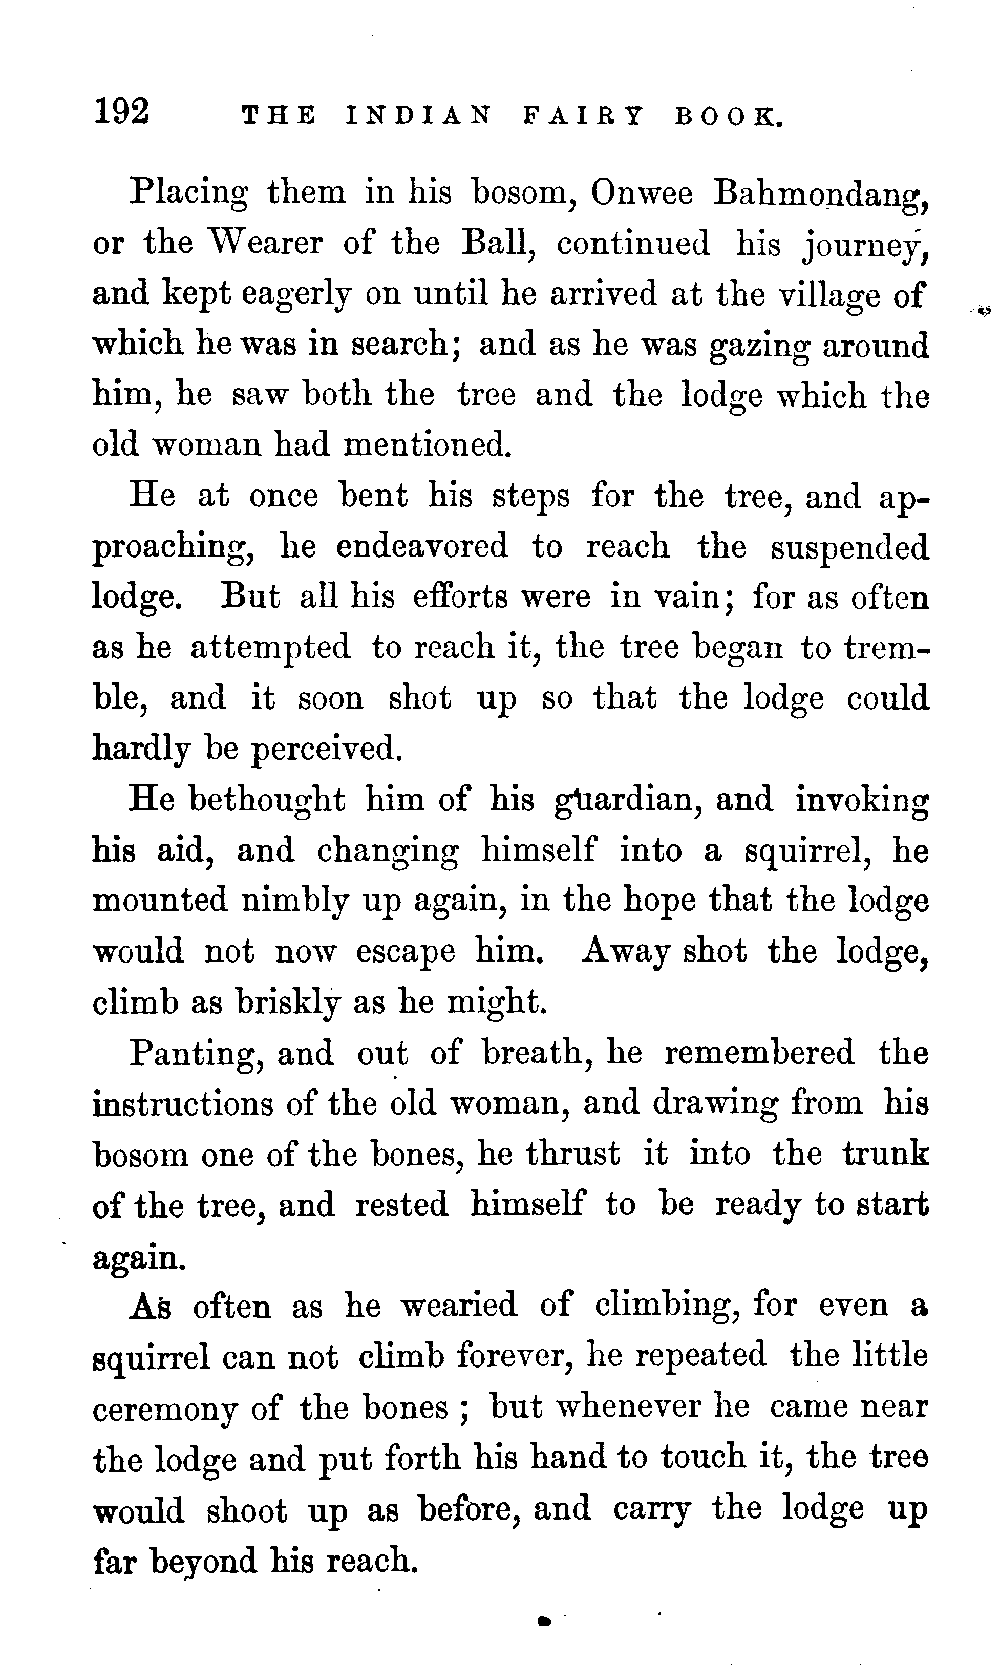 192 THE INDIAN FAIRY BOOK.
Placing them in his bosom, Onwee Bahmondang,
or the Wearer of the Ball, continued his journey,
and kept eagerly on until he arrived at the village of
which he was in search; and as he was gazing around
him, he saw both the tree and the lodge which the
old woman had mentioned.
He at once bent his steps for the tree, and ap-
proaching, he endeavored to reach the suspended
lodge. But all his efforts were in vain; for as often
as he attempted to reach it, the tree began to trem-
ble, and it soon shot up so that the lodge could
hardly be perceived.
He bethought him of his guardian, and invoking
his aid, and changing himself into a squirrel, he
mounted nimbly up again, in the hope that the lodge
would not now escape him. Away shot the lodge,
climb as briskly as he might.
Panting, and out of breath, he remembered the
instructions of the old woman, and drawing from his
bosom one of the bones, he thrust it into the trunk
of the tree, and rested himself to be ready to start
again.
As often as he wearied of climbing, for even a
squirrel can not climb forever, he repeated the little
ceremony of the bones ; but whenever he came near
the lodge and put forth his hand to touch it, the tree
would shoot up as before, and carry the lodge up
far beyond his reach.